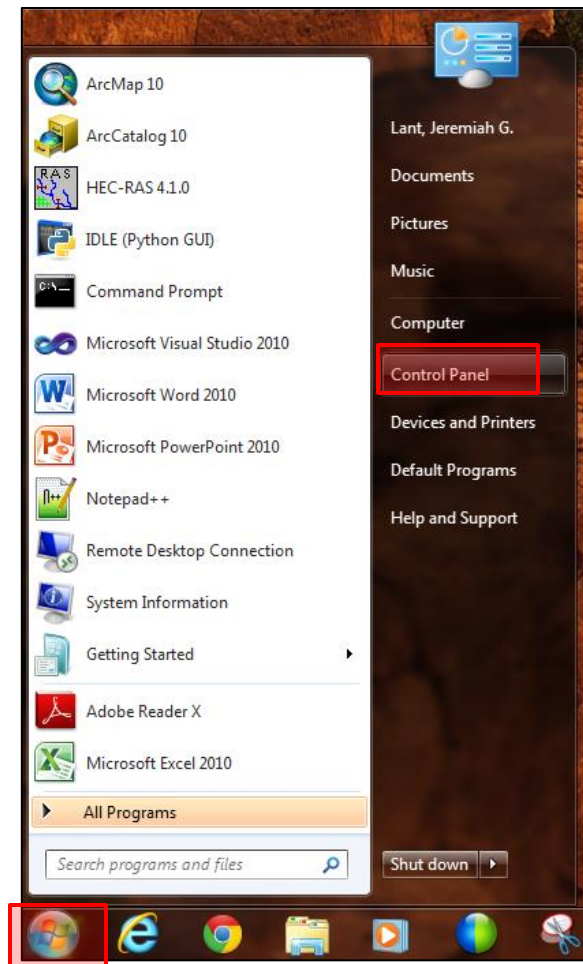 ArcMap 10
ArcCatalog 10
RAS
HEC-RAS 4.1.0
IDLE (Python GUI)
C:\
Command Prompt
Microsoft Visual Studio 2010
W
Microsoft Word 2010
P
Microsoft PowerPoint 2010
N++
Notepad++
Remote Desktop Connection
System Information
Getting Started
Adobe Reader X
X
Microsoft Excel 2010
All Programs
Search programs and files
Lant, Jeremiah G.
Documents
Pictures
Music
Computer
Control Panel
Devices and Printers
Default Programs
Help and Support
Shut down